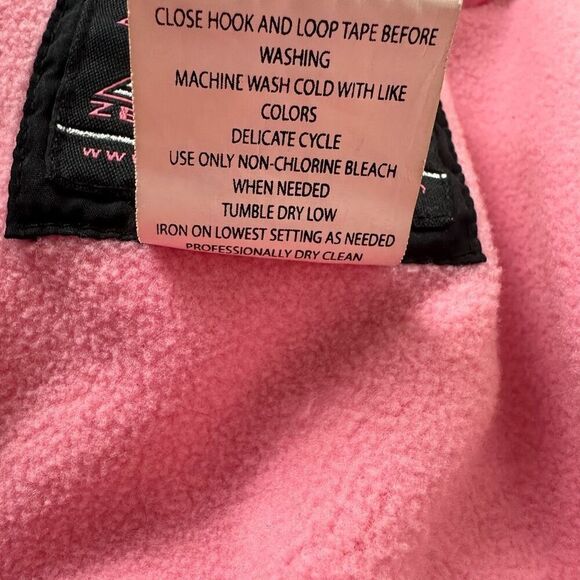 CLOSE HOOK AND LOOP TAPE BEFORE
WASHING
MACHINE WASH COLD WITH LIKE
COLORS
DELICATE CYCLE
USE ONLY NON-CHLORINE BLEACH
WHEN NEEDED
TUMBLE DRY LOW
IRON ON LOWEST SETTING AS NEEDED
PROFESSIONALLY DRY CLEAN